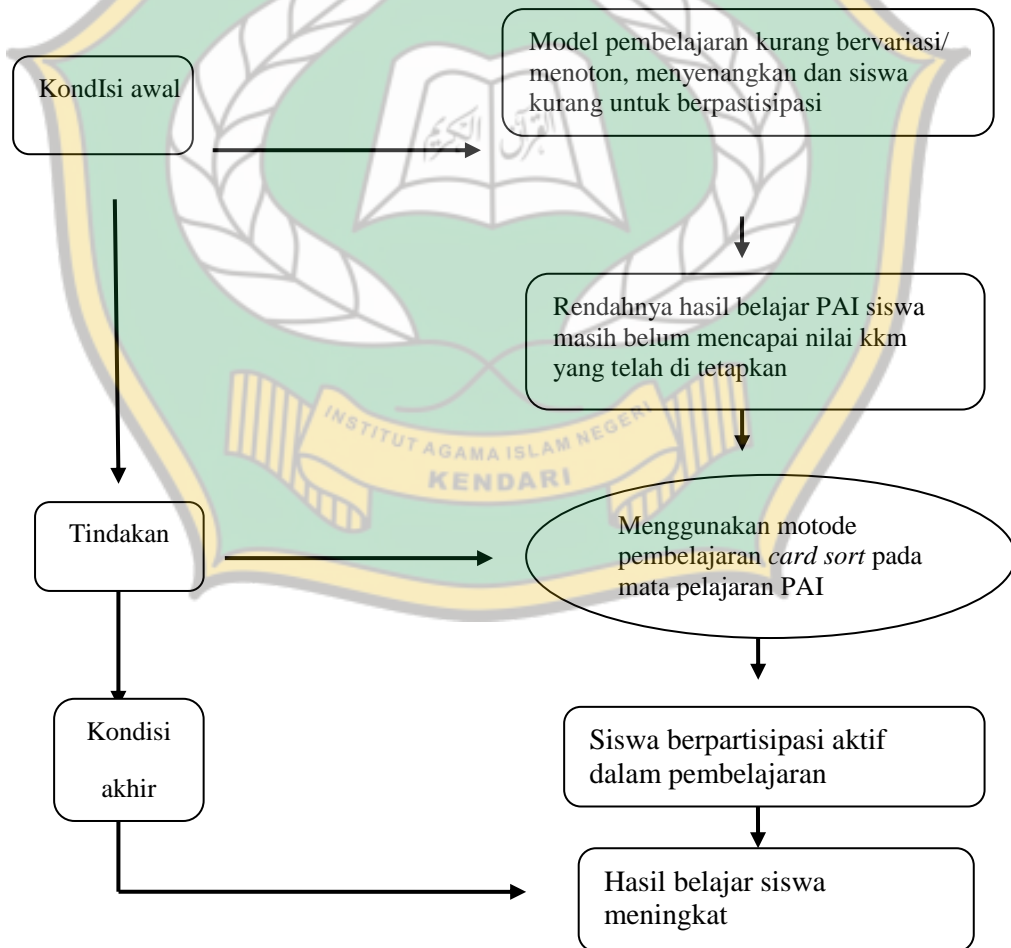 KondIsi awal
Model pembelajaran kurang bervariasi/
menoton, menyenangkan dan siswa
kurang untuk berpastisipasi
القرآن الكريم
Rendahnya hasil belajar PAI siswa
masih belum mencapai nilai kkm
yang telah di tetapkan
INSTITUT AGAMA ISLAM NEGERI
KENDARI
Tindakan
Menggunakan motode
pembelajaran card sort pada
mata pelajaran PAI
Kondisi
akhir
Siswa berpartisipasi aktif
dalam pembelajaran
Hasil belajar siswa
meningkat